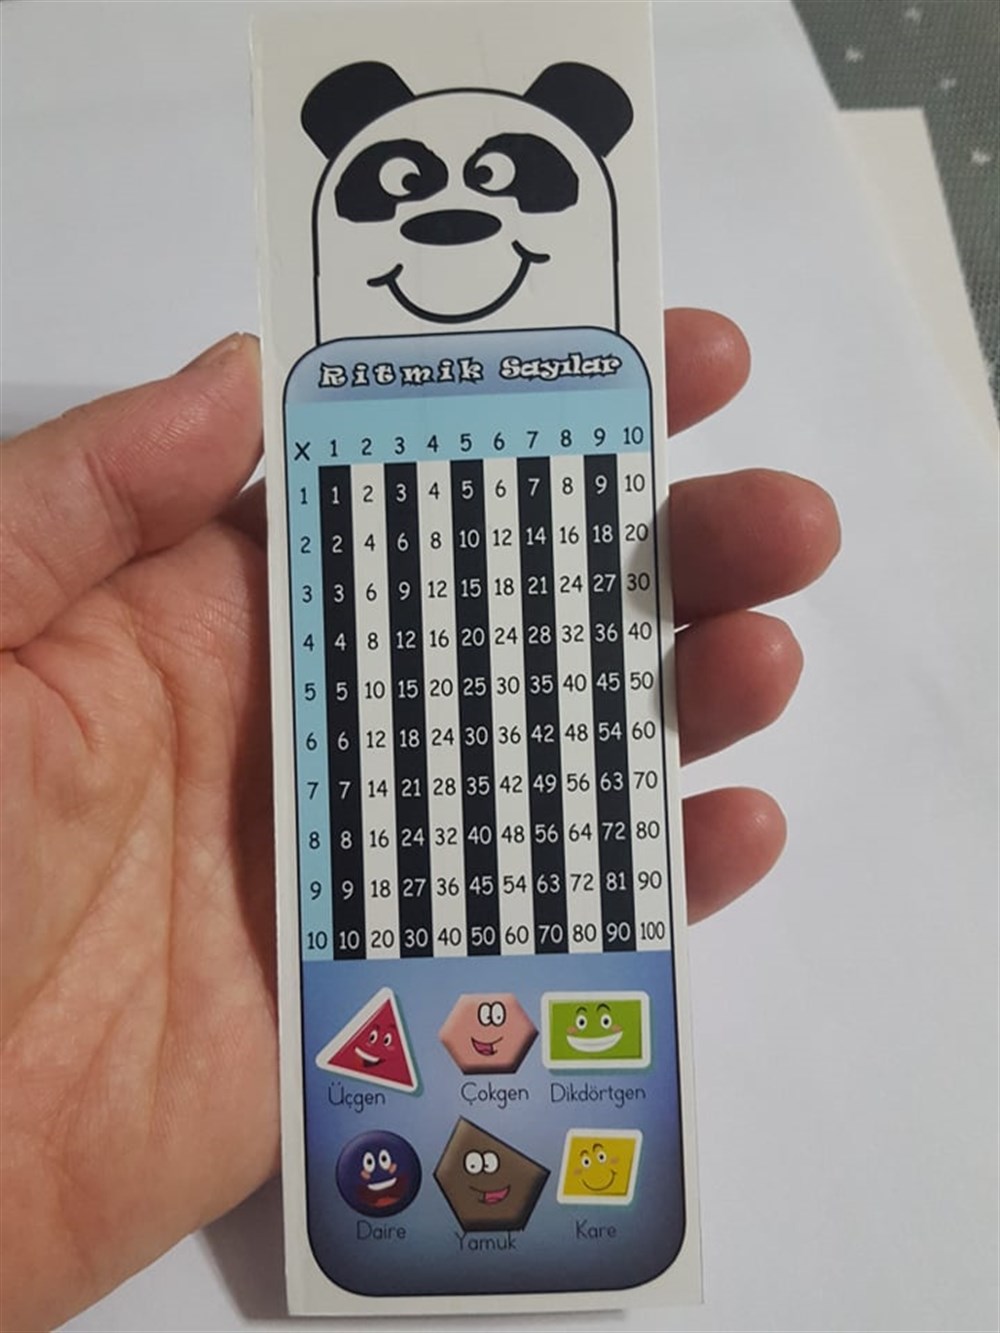 Ritmik Sayılar
X 1 2 3 4 5 6 7 8 9 10
1 1 2 3 4 5 6 7 8 9 10
2 2 4 6 8 10 12 14 16 18 20
3 3 6 9 12 15 18 21 24 27 30
4 4 8 12 16 20 24 28 32 36 40
5 5 10 15 20 25 30 35 40 45 50
6 6 12 18 24 30 36 42 48 54 60
7 7 14 21 28 35 42 49 56 63 70
8 8 16 24 32 40 48 56 64 72 80
9 9 18 27 36 45 54 63 72 81 90
10 10 20 30 40 50 60 70 80 90 100
Üçgen Çokgen Dikdörtgen
Daire Yamuk Kare